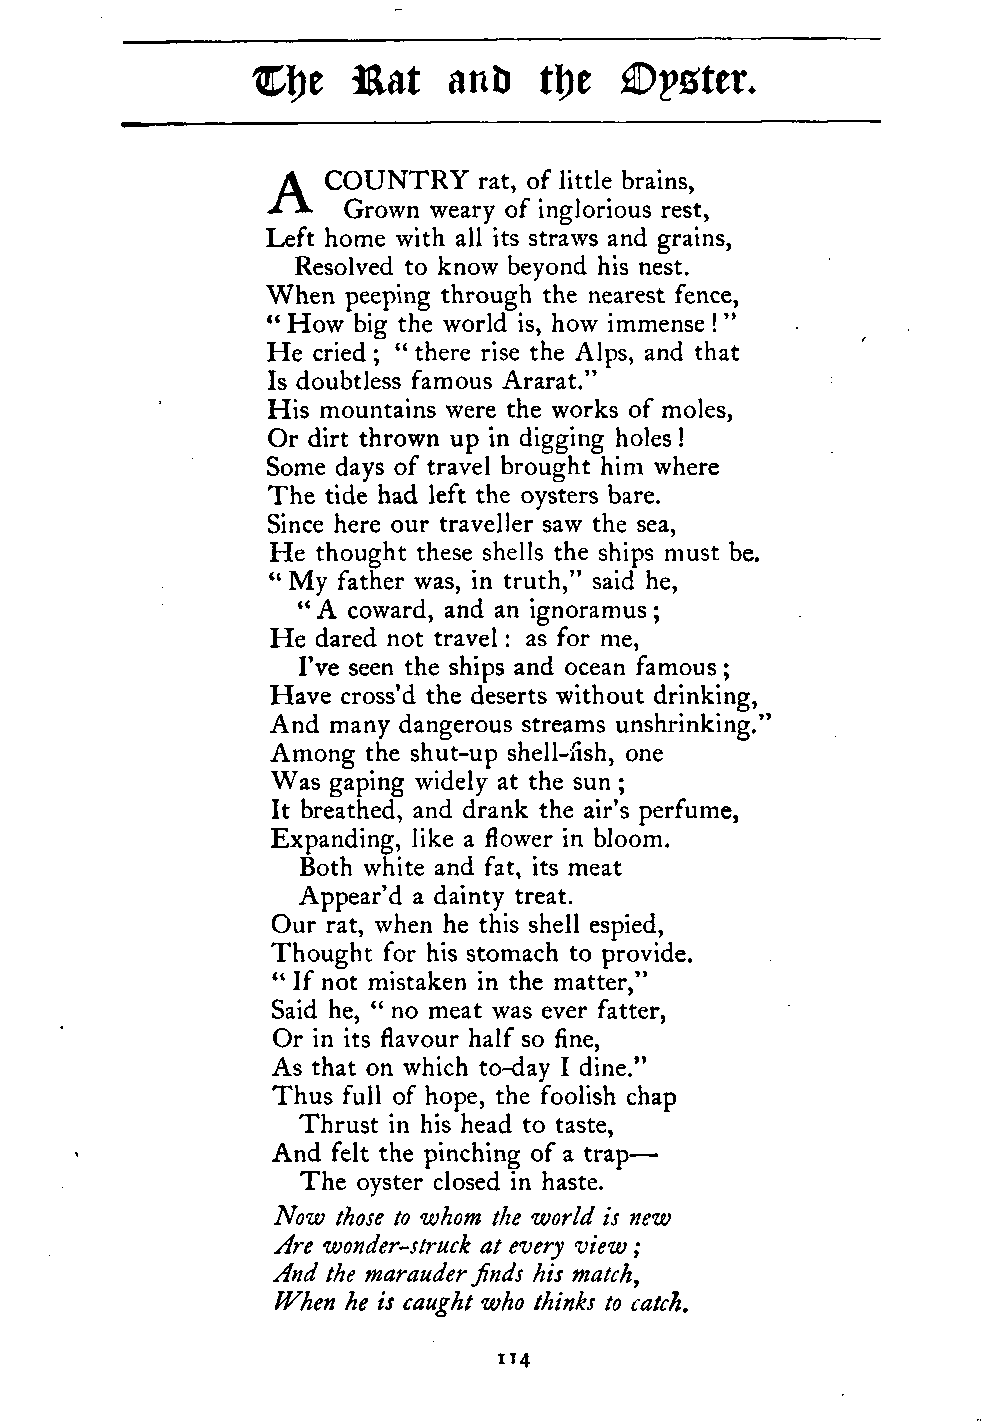 The Rat and the Oyster.
A COUNTRY rat, of little brains,
Grown weary of inglorious rest,
Left home with all its straws and grains,
Resolved to know beyond his nest.
When peeping through the nearest fence,
“How big the world is, how immense!”
He cried; “there rise the Alps, and that
Is doubtless famous Ararat.”
His mountains were the works of moles,
Or dirt thrown up in digging holes!
Some days of travel brought him where
The tide had left the oysters bare.
Since here our traveller saw the sea,
He thought these shells the ships must be.
“My father was, in truth,” said he,
“A coward, and an ignoramus;
He dared not travel: as for me,
I’ve seen the ships and ocean famous;
Have cross’d the deserts without drinking,
And many dangerous streams unshrinking.”
Among the shut-up shell-fish, one
Was gaping widely at the sun;
It breathed, and drank the air’s perfume,
Expanding, like a flower in bloom.
Both white and fat, its meat
Appear’d a dainty treat.
Our rat, when he this shell espied,
Thought for his stomach to provide.
“If not mistaken in the matter,”
Said he, “no meat was ever fatter,
Or in its flavour half so fine,
As that on which to-day I dine.”
Thus full of hope, the foolish chap
Thrust in his head to taste,
And felt the pinching of a trap—
The oyster closed in haste.
Now those to whom the world is new
Are wonder-struck at every view;
And the marauder finds his match,
When he is caught who thinks to catch.
114